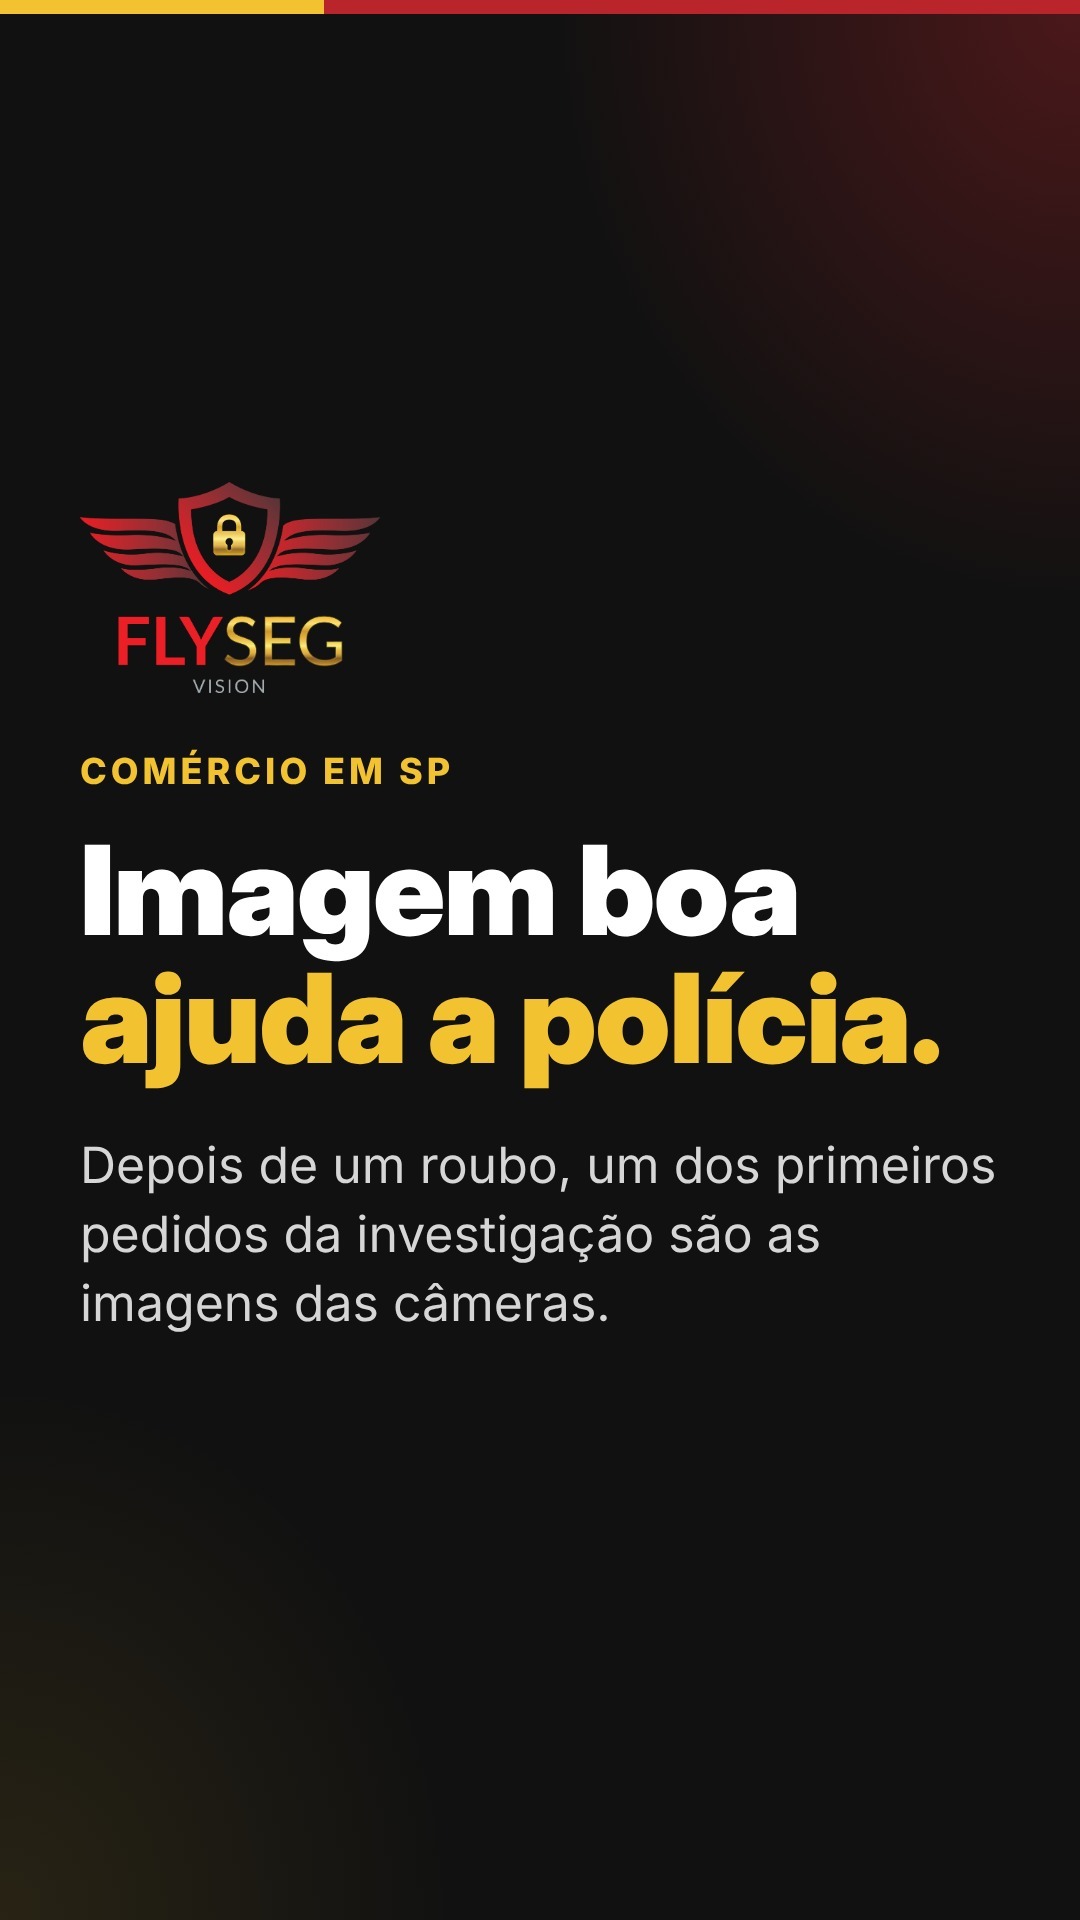 FLYSEG
VISION
COMÉRCIO EM SP
Imagem boa
ajuda a polícia.
Depois de um roubo, um dos primeiros
pedidos da investigação são as
imagens das câmeras.